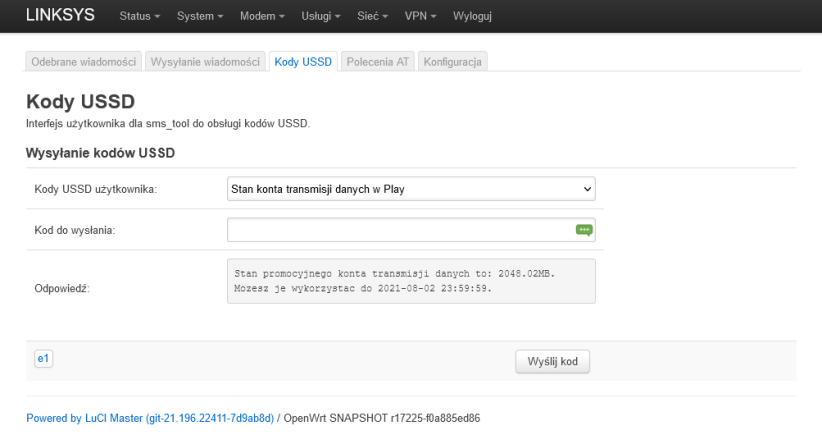 LINKSYS Status System Modem Usługi Sieć VPN Wyloguj
Odebrane wiadomości Wysyłanie wiadomości Kody USSD Polecenia AT Konfiguracja
Kody USSD
Interfejs użytkownika dla sms_tool do obsługi kodów USSD.
Wysyłanie kodów USSD
Kody USSD użytkownika: Stan konta transmisji danych w Play
Kod do wysłania:
Odpowiedź:
Stan promocyjnego konta transmisji danych to: 2048.02MB.
Mozesz je wykorzystac do 2021-08-02 23:59:59.
e1 Wyślij kod
Powered by LuCI Master (git-21.196.22411-7d9ab8d) / OpenWrt SNAPSHOT r17225-f0a885ed86